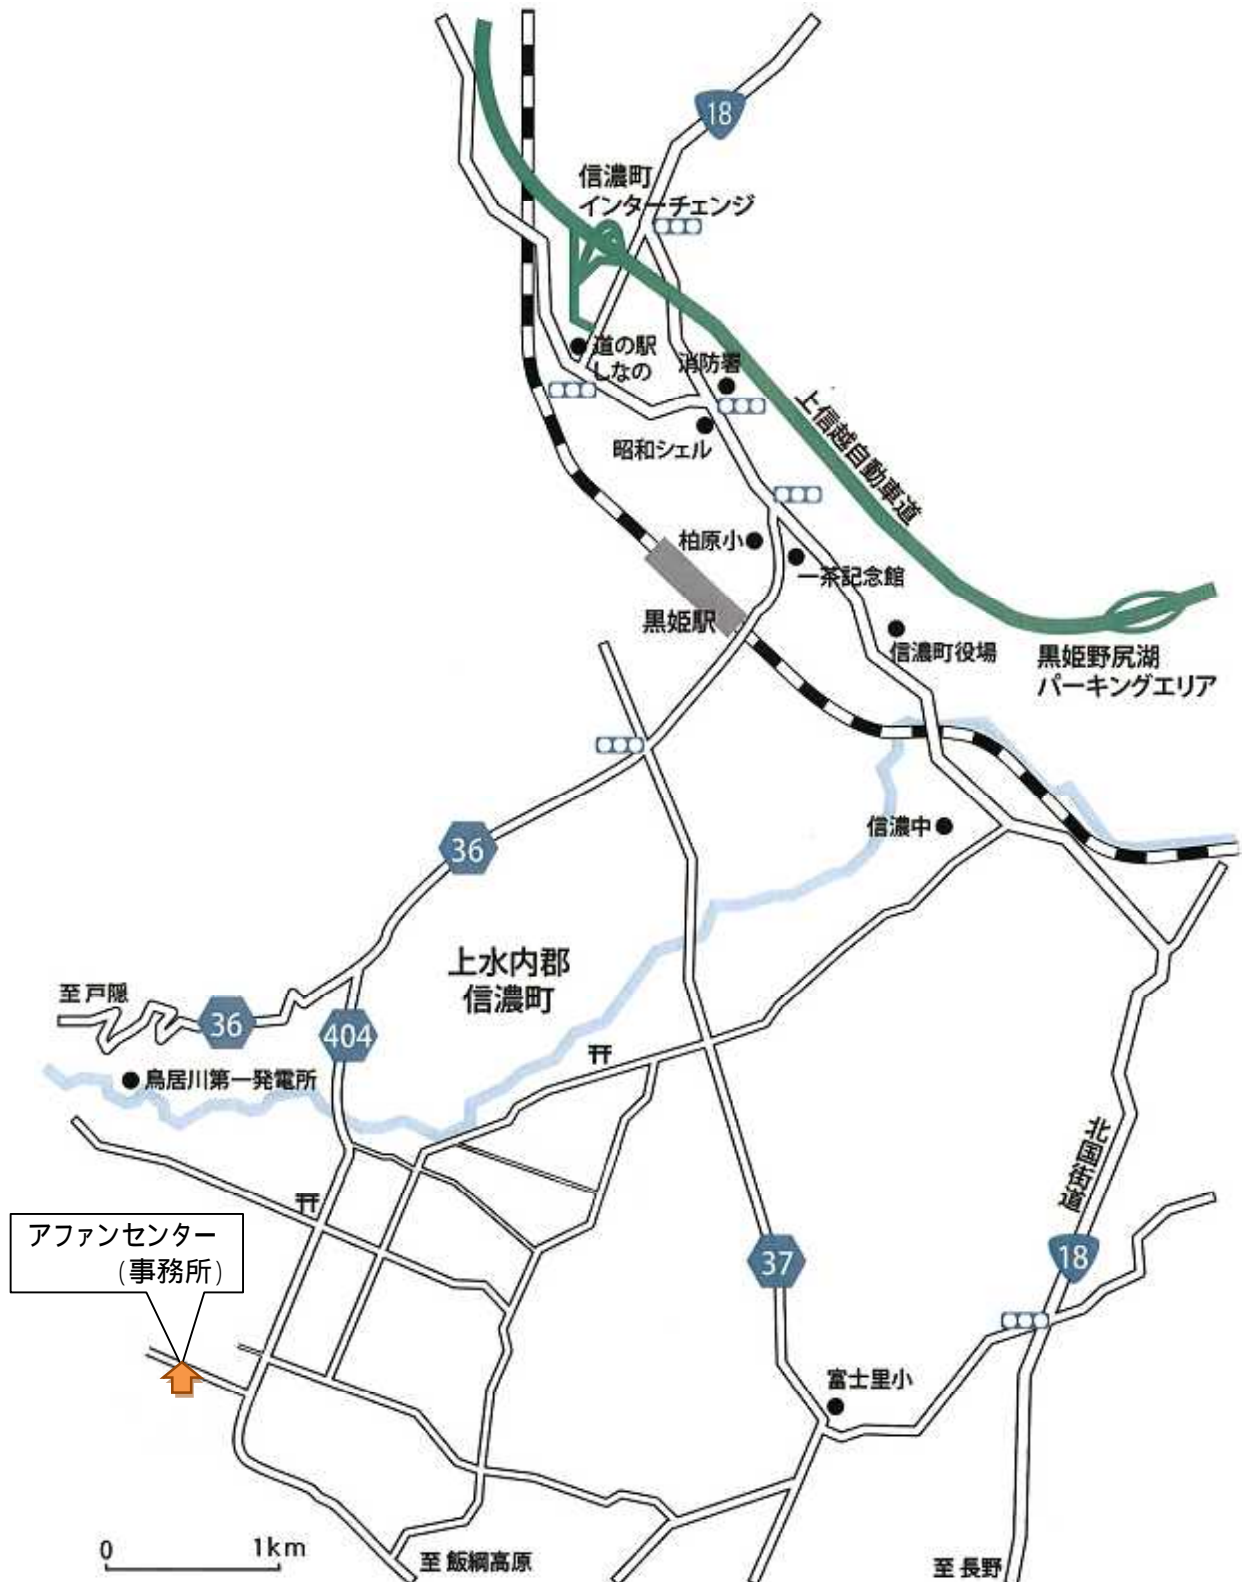 18
信濃町
インターチェンジ
道の駅
しなの
消防署
昭和シェル
上信越自動車道
柏原小
一茶記念館
黒姫駅
信濃町役場
黒姫野尻湖
パーキングエリア
信濃中
36
上水内郡
信濃町
至 戸隠
36
404
鳥居川第一発電所
北国街道
アファンセンター
(事務所)
37
18
富士里小
0 1km
至 飯綱高原
至 長野